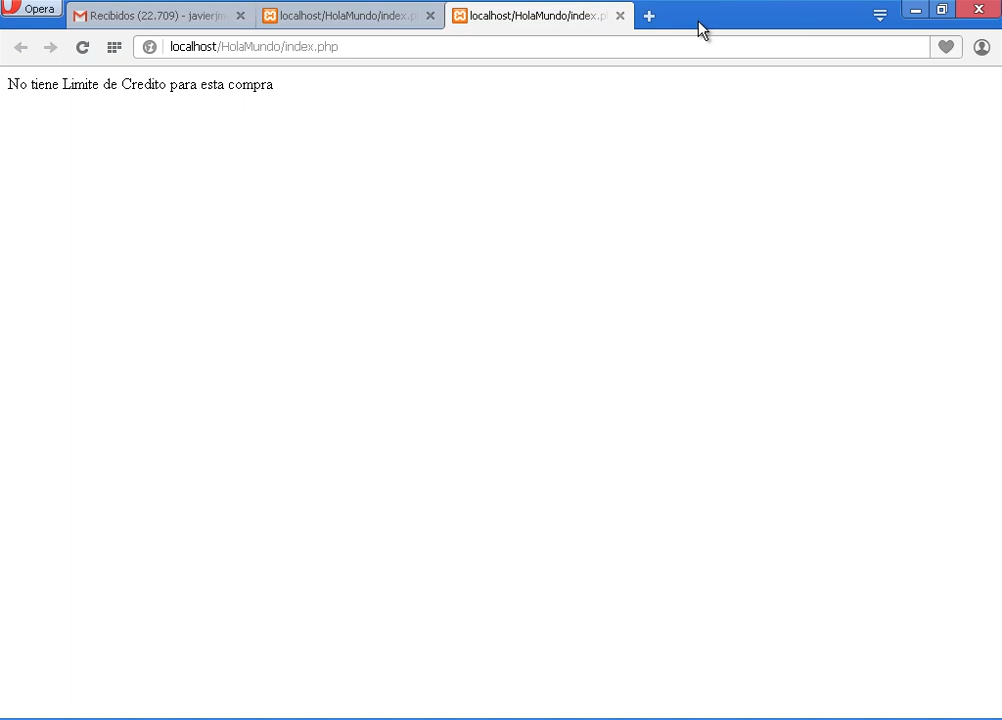 Opera
Recibidos (22.709) - javierjm
localhost/HolaMundo/index.p
localhost/HolaMundo/index.p
localhost/HolaMundo/index.php
No tiene Limite de Credito para esta compra